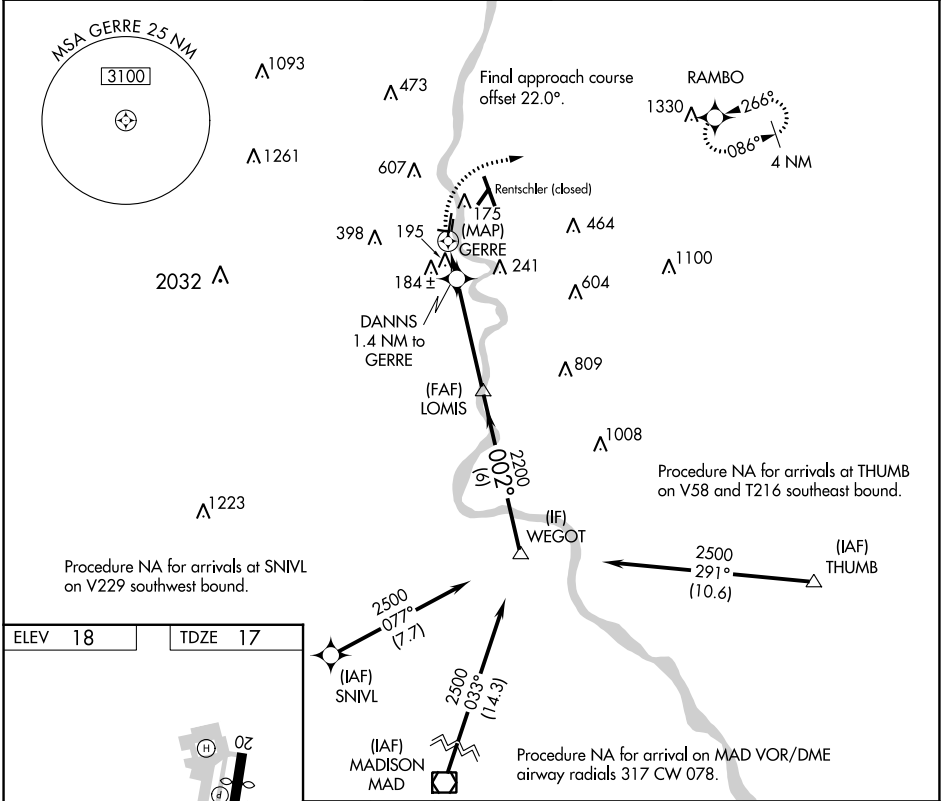 MSA GERRE 25 NM
3100
1093
473
Final approach course
offset 22.0°.
RAMBO
1330
266°
086°
4 NM
1261
607
Rentschler (closed)
175
398
195
(MAP)
GERRE
464
2032
184 ±
241
1100
604
DANNS
1.4 NM to
GERRE
809
(FAF)
LOMIS
1008
2200
002°
(6)
Procedure NA for arrivals at THUMB
on V58 and T216 southeast bound.
1223
(IF)
WEGOT
Procedure NA for arrivals at SNIVL
on V229 southwest bound.
2500
291°
(10.6)
(IAF)
THUMB
2500
077°
(7.7)
ELEV 18
TDZE 17
(IAF)
SNIVL
2500
033°
(14.3)
(IAF)
MADISON
MAD
Procedure NA for arrival on MAD VOR/DME
airway radials 317 CW 078.
H
20
P